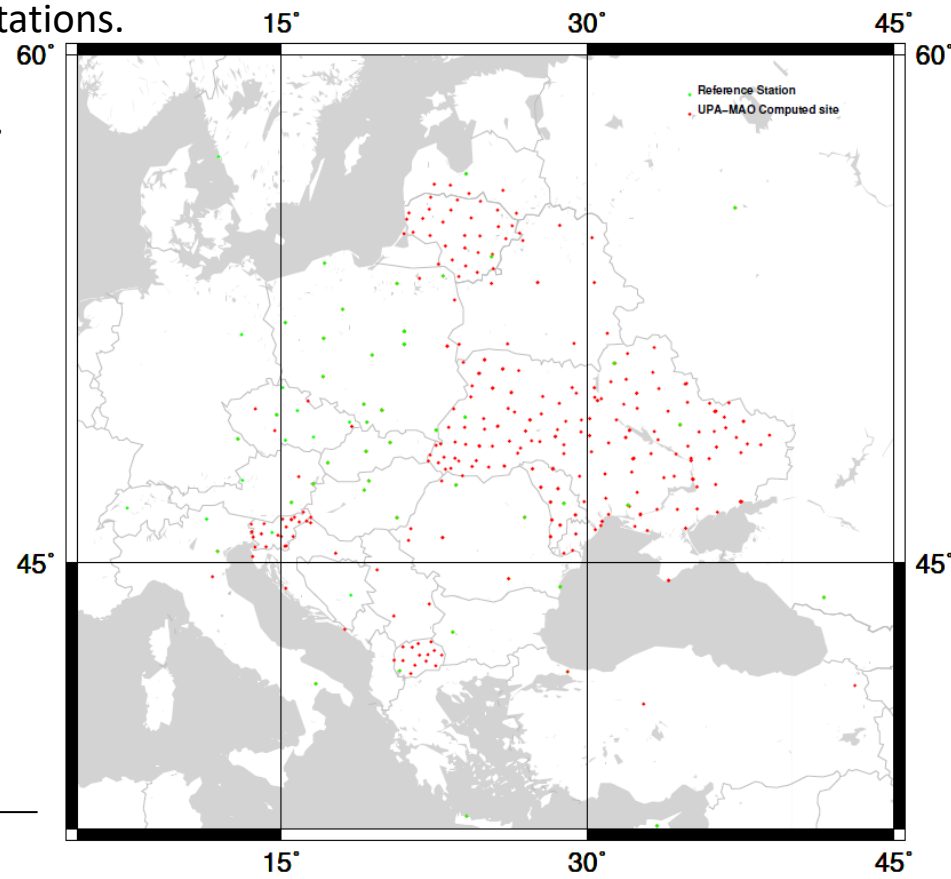 tations.
15° 30° 45°
60° 60°
Reference Station
UPA-MAO Computed site
45° 45°
15° 30° 45°